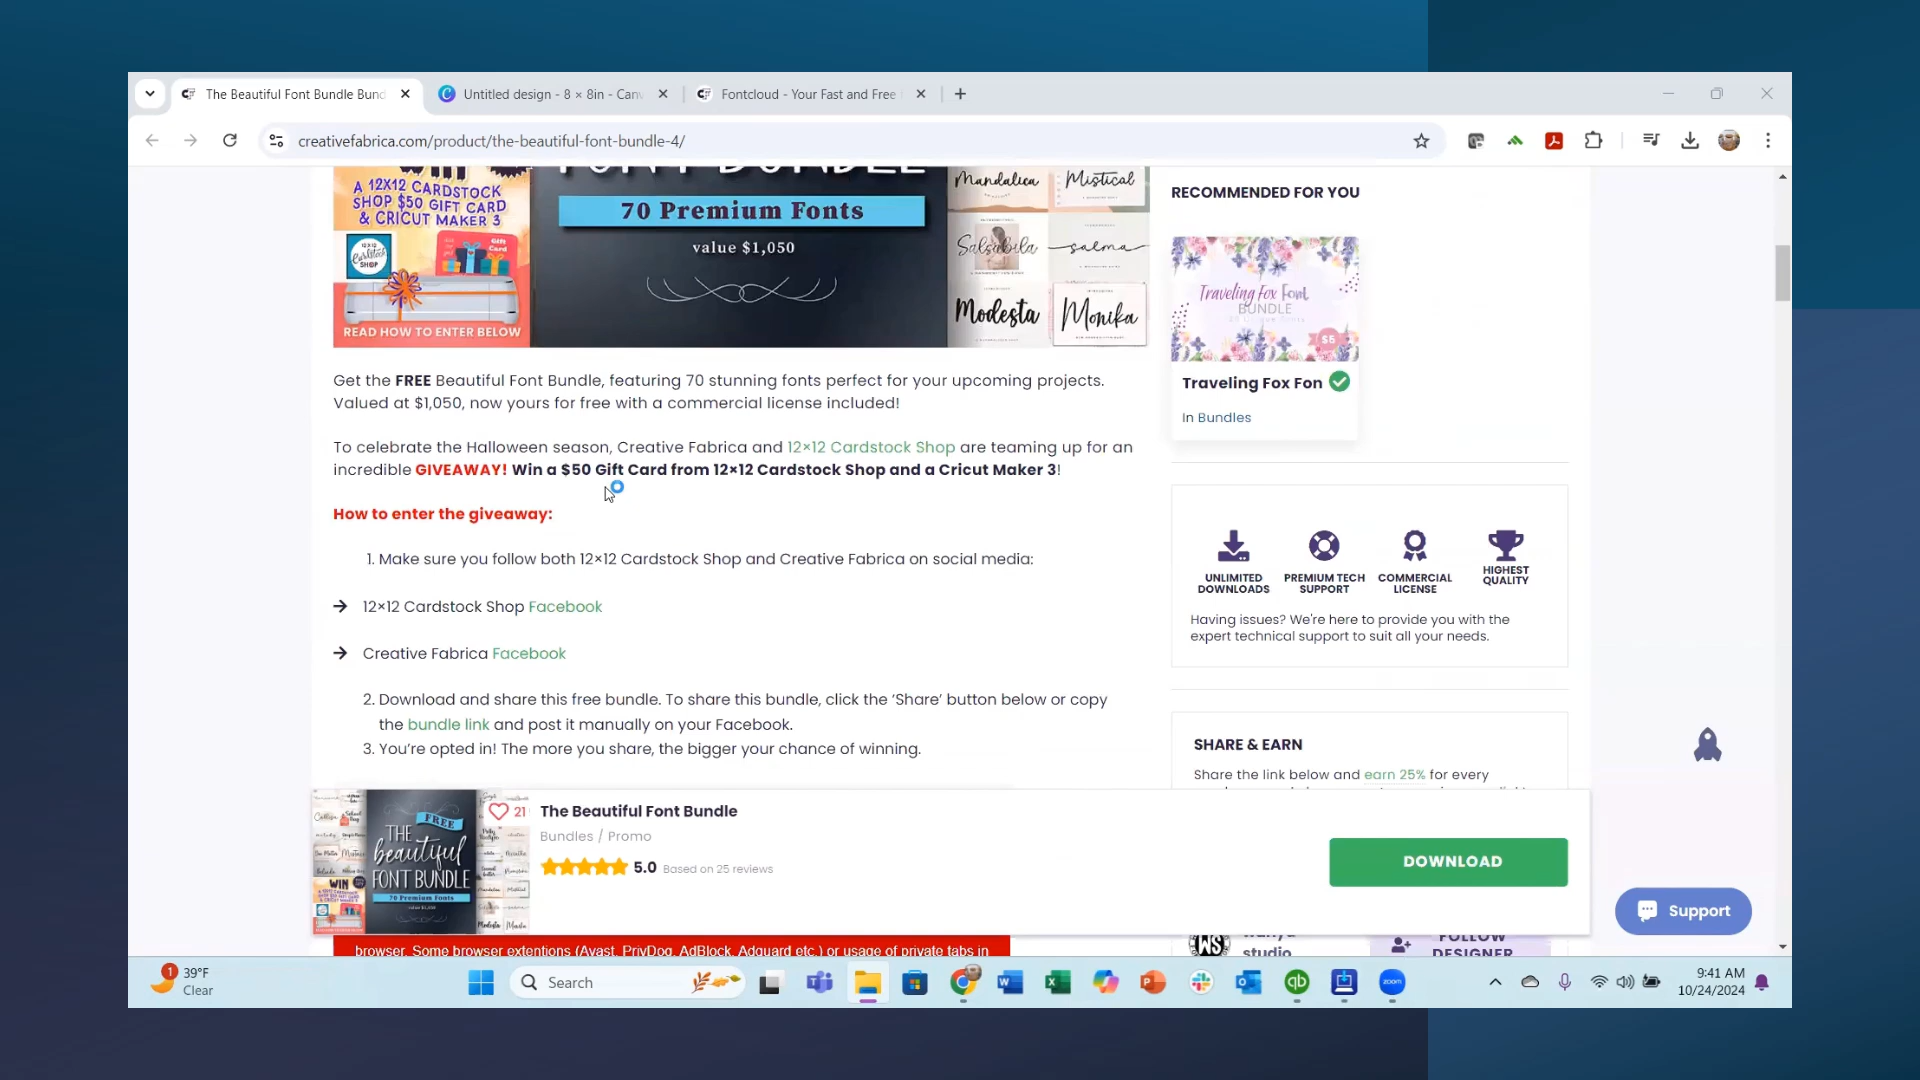 The Beautiful Font Bundle Bund
Untitled design - 8 × 8in - Canv
Fontcloud - Your Fast and Free
creativefabrica.com/product/the-beautiful-font-bundle-4/
A 12X12 CARDSTOCK
SHOP $50 GIFT CARD
& CRICUT MAKER 3
12X12
Cardstock
SHOP
Gift
Card
READ HOW TO ENTER BELOW
FONT BUNDLE
70 Premium Fonts
value $1,050
Mandalica
Mistical
Salsabila
salma
Modesta
Monika
RECOMMENDED FOR YOU
Traveling Fox Font
BUNDLE
$5
Traveling Fox Fon
In Bundles
Get the FREE Beautiful Font Bundle, featuring 70 stunning fonts perfect for your upcoming projects.
Valued at $1,050, now yours for free with a commercial license included!
To celebrate the Halloween season, Creative Fabrica and 12×12 Cardstock Shop are teaming up for an
incredible GIVEAWAY! Win a $50 Gift Card from 12×12 Cardstock Shop and a Cricut Maker 3!
How to enter the giveaway:
1. Make sure you follow both 12×12 Cardstock Shop and Creative Fabrica on social media:
→ 12×12 Cardstock Shop Facebook
→ Creative Fabrica Facebook
2. Download and share this free bundle. To share this bundle, click the ‘Share’ button below or copy
the bundle link and post it manually on your Facebook.
3. You’re opted in! The more you share, the bigger your chance of winning.
UNLIMITED
DOWNLOADS
PREMIUM TECH
SUPPORT
COMMERCIAL
LICENSE
HIGHEST
QUALITY
Having issues? We're here to provide you with the
expert technical support to suit all your needs.
SHARE & EARN
Share the link below and earn 25% for every
FREE
THE
beautiful
FONT BUNDLE
70 Premium Fonts
WIN
Modesta
21
The Beautiful Font Bundle
Bundles / Promo
5.0 Based on 25 reviews
DOWNLOAD
Support
browser. Some browser extentions (Avast, PrivDog, AdBlock, Adguard etc.) or usage of private tabs in
WS
studio
FOLLOW
DESIGNER
1
39°F
Clear
Search
zoom
9:41 AM
10/24/2024